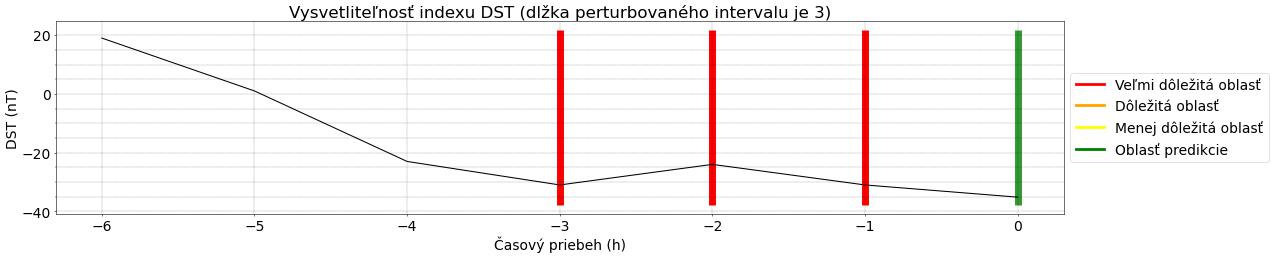 Vysvetliteľnosť indexu DST (dĺžka perturbovaného intervalu je 3)
DST (nT)
20
0
−20
−40
−6 −5 −4 −3 −2 −1 0
Časový priebeh (h)
Veľmi dôležitá oblasť
Dôležitá oblasť
Menej dôležitá oblasť
Oblasť predikcie